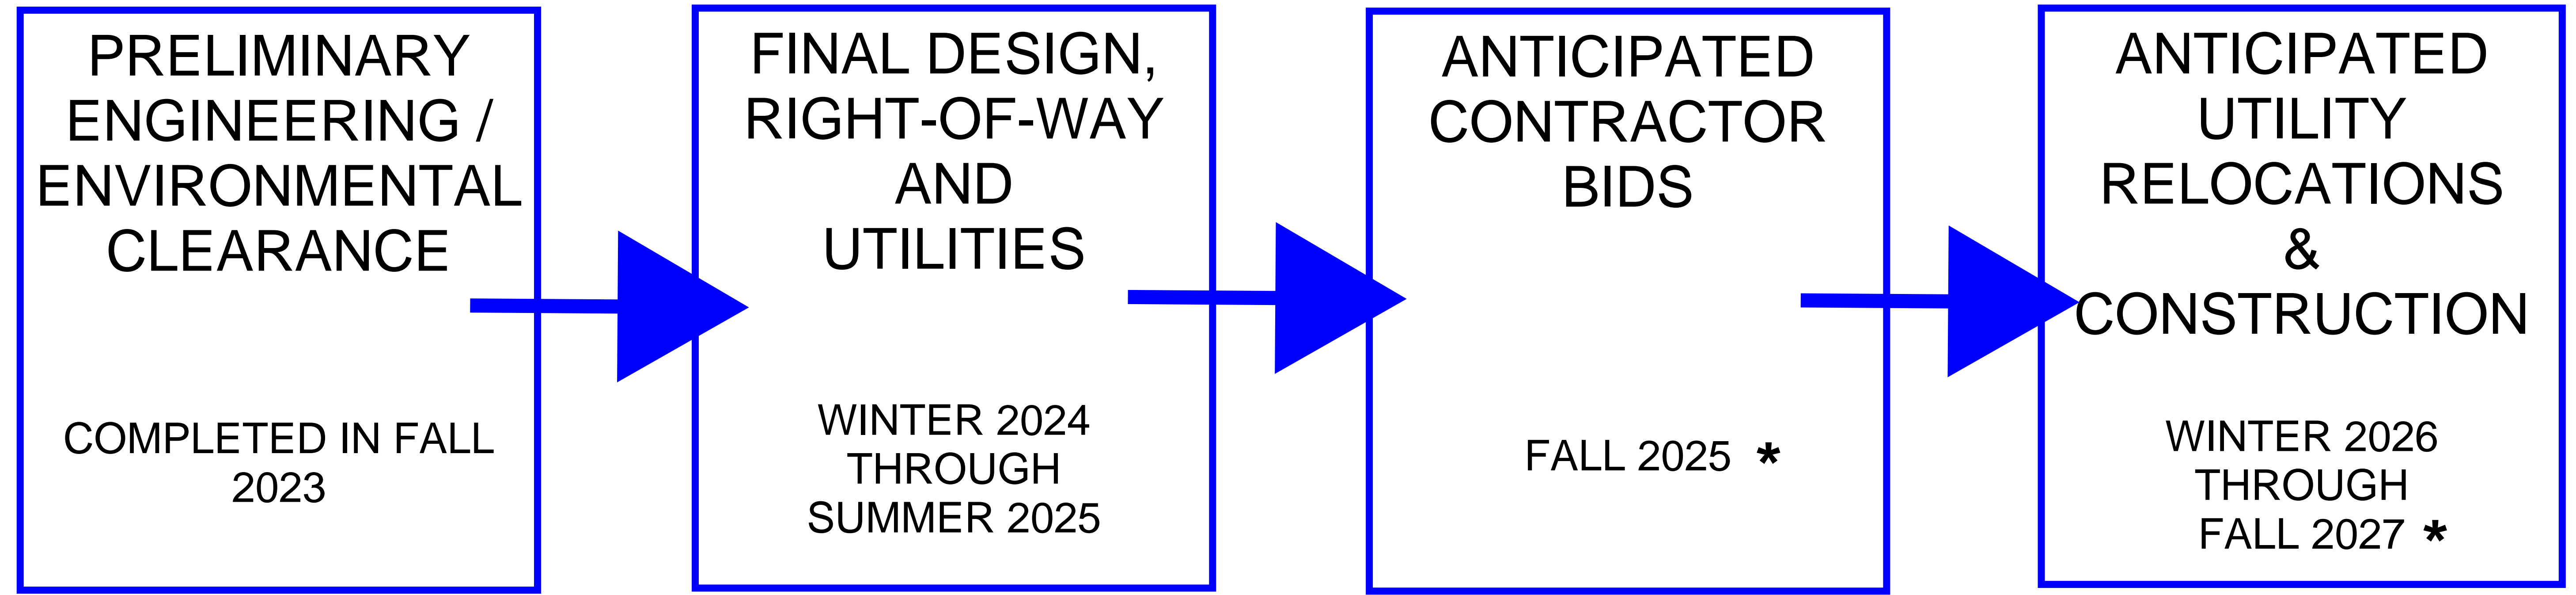 PRELIMINARY
ENGINEERING /
ENVIRONMENTAL
CLEARANCE
COMPLETED IN FALL
2023
FINAL DESIGN,
RIGHT-OF-WAY
AND
UTILITIES
WINTER 2024
THROUGH
SUMMER 2025
ANTICIPATED
CONTRACTOR
BIDS
FALL 2025 *
ANTICIPATED
UTILITY
RELOCATIONS
&
CONSTRUCTION
WINTER 2026
THROUGH
FALL 2027 *